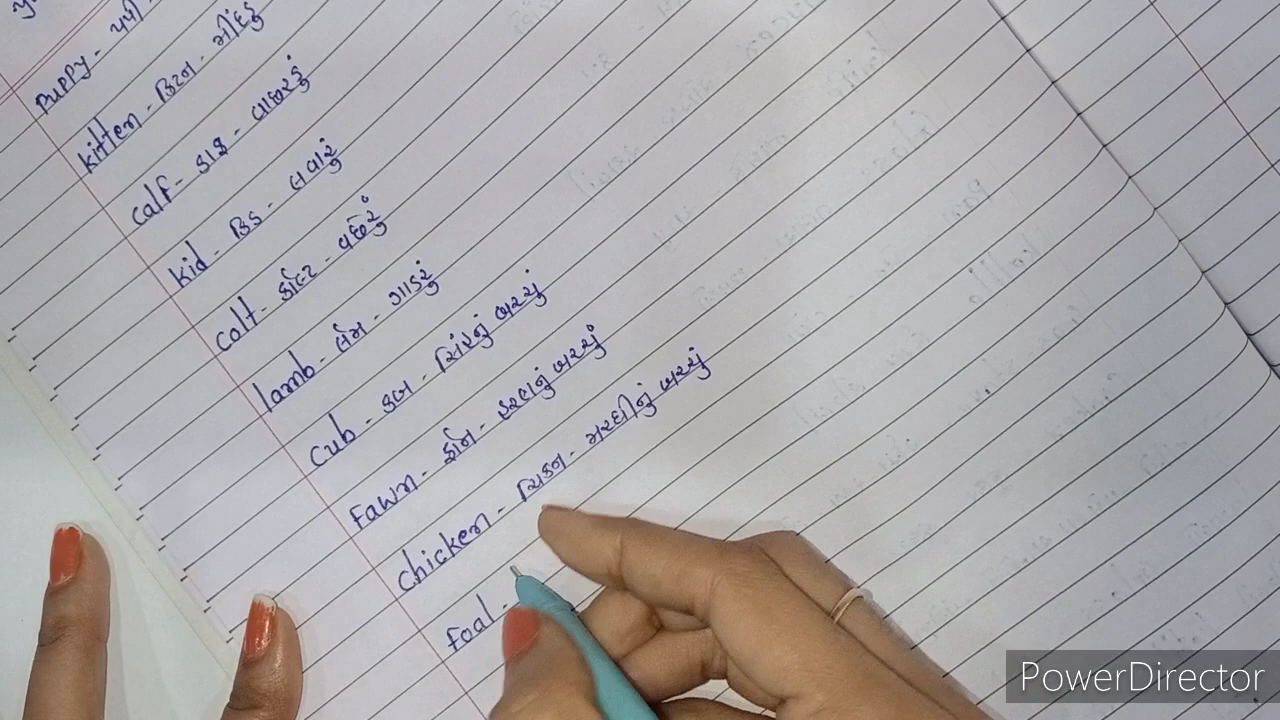 Puppy - પપી
Kitten - કિટન - મીંદડુ
Calf - કાફ - વાછરડું
Kid - કિડ - લવારું
Colt - કોલ્ટ - વછેરું
lamb - લેમ - ગાડરું
Cub - કબ - સિંહનું બચ્ચું
Fawn - ફોન - હરણનું બચ્ચું
Chicken - ચિકન - મરઘીનું બચ્ચું
Foal -
PowerDirector